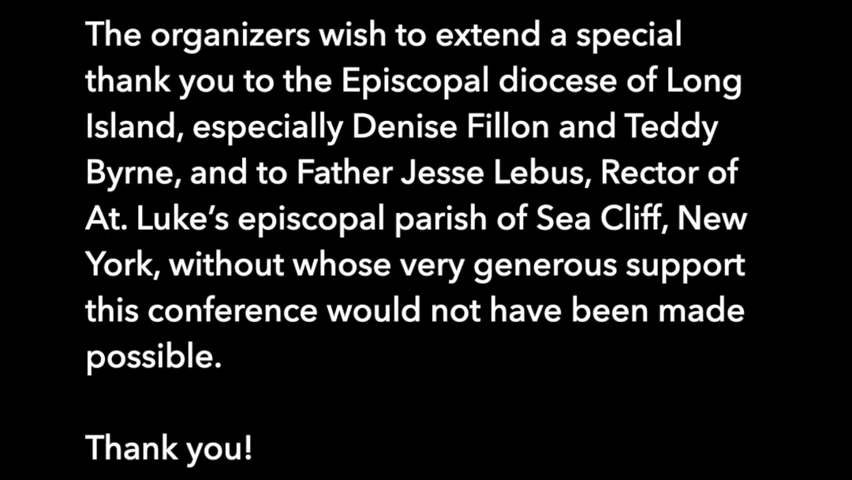 The organizers wish to extend a special
thank you to the Episcopal diocese of Long
Island, especially Denise Fillon and Teddy
Byrne, and to Father Jesse Lebus, Rector of
At. Luke’s episcopal parish of Sea Cliff, New
York, without whose very generous support
this conference would not have been made
possible.
Thank you!